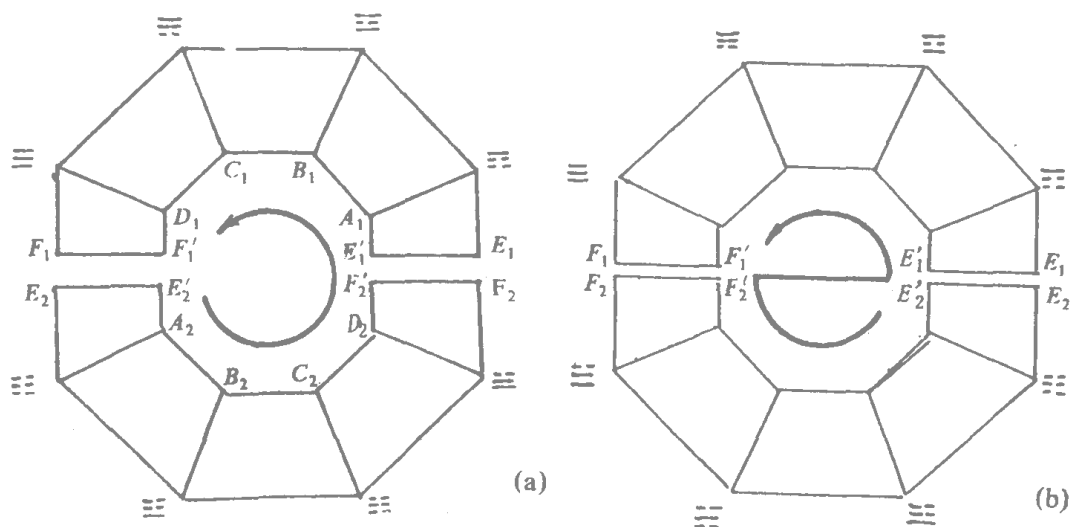 C₁ B₁
D₁ A₁
F₁ F₁′ E₁′ E₁
E₂ E₂′ F₂′ F₂
A₂ D₂
B₂ C₂
(a)
F₁′ E₁′
F₁ E₁
F₂ F₂′ E₂′ E₂
(b)